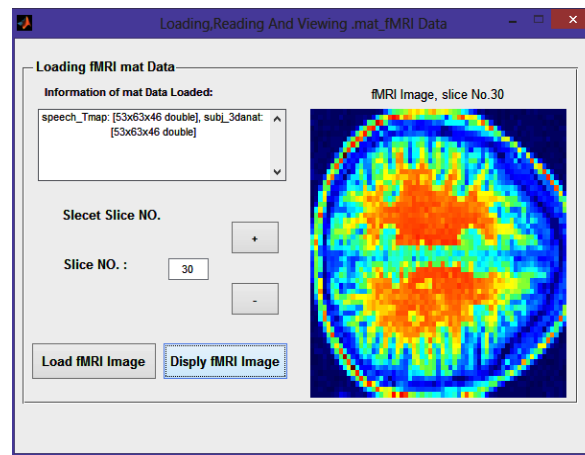 Loading,Reading And Viewing .mat_fMRI Data
Loading fMRI mat Data
Information of mat Data Loaded:
speech_Tmap: [53x63x46 double], subj_3danat:
[53x63x46 double]
Slecet Slice NO.
+
Slice NO. :
30
-
Load fMRI Image
Disply fMRI Image
fMRI Image, slice No.30